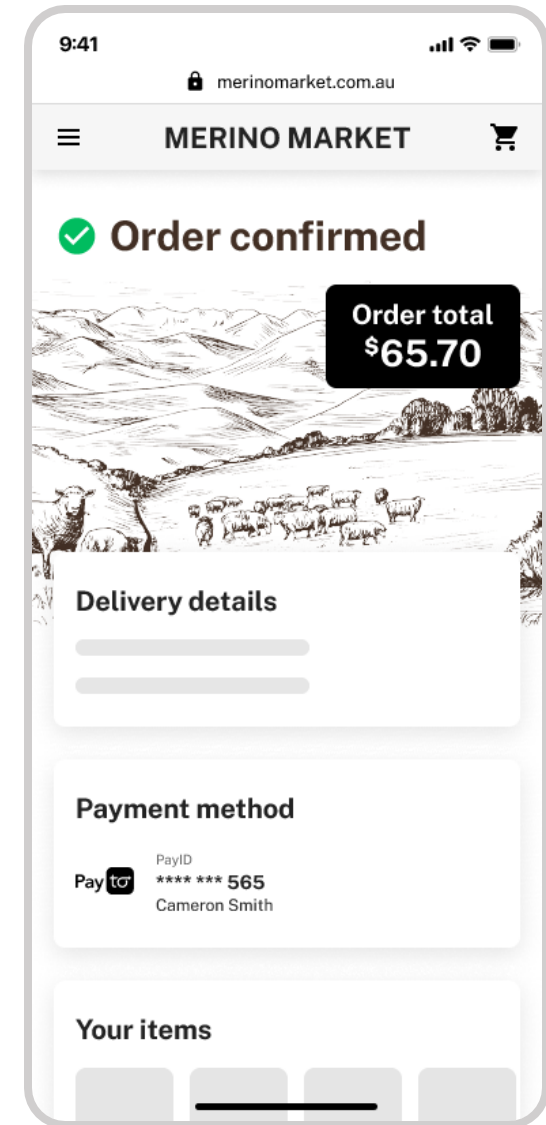 9:41
merinomarket.com.au
MERINO MARKET
Order confirmed
Order total
$65.70
Delivery details
Payment method
PayID
Pay to
**** *** 565
Cameron Smith
Your items